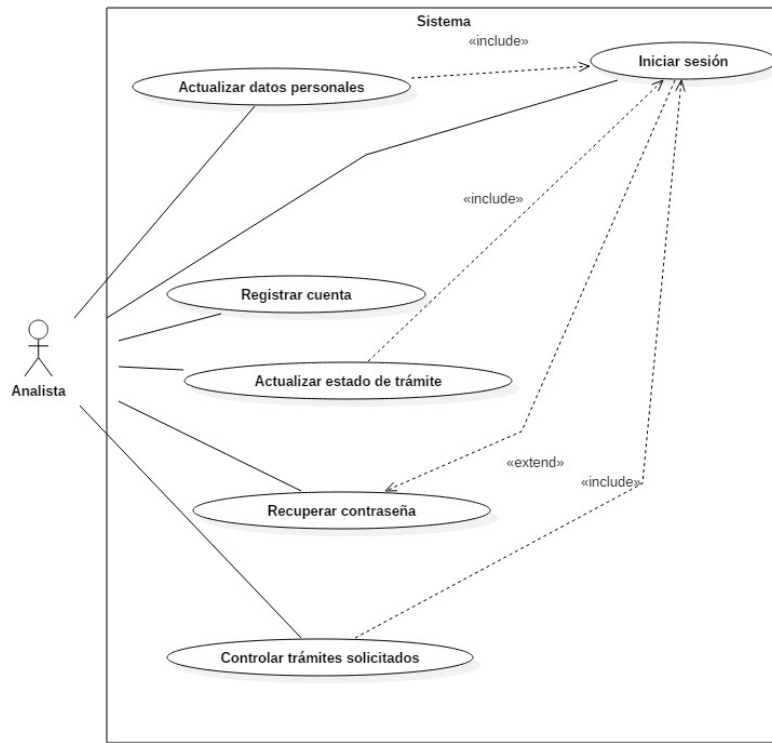 Sistema
«include»
Iniciar sesión
Actualizar datos personales
«include»
Registrar cuenta
Analista
Actualizar estado de trámite
«extend»
«include»
Recuperar contraseña
Controlar trámites solicitados